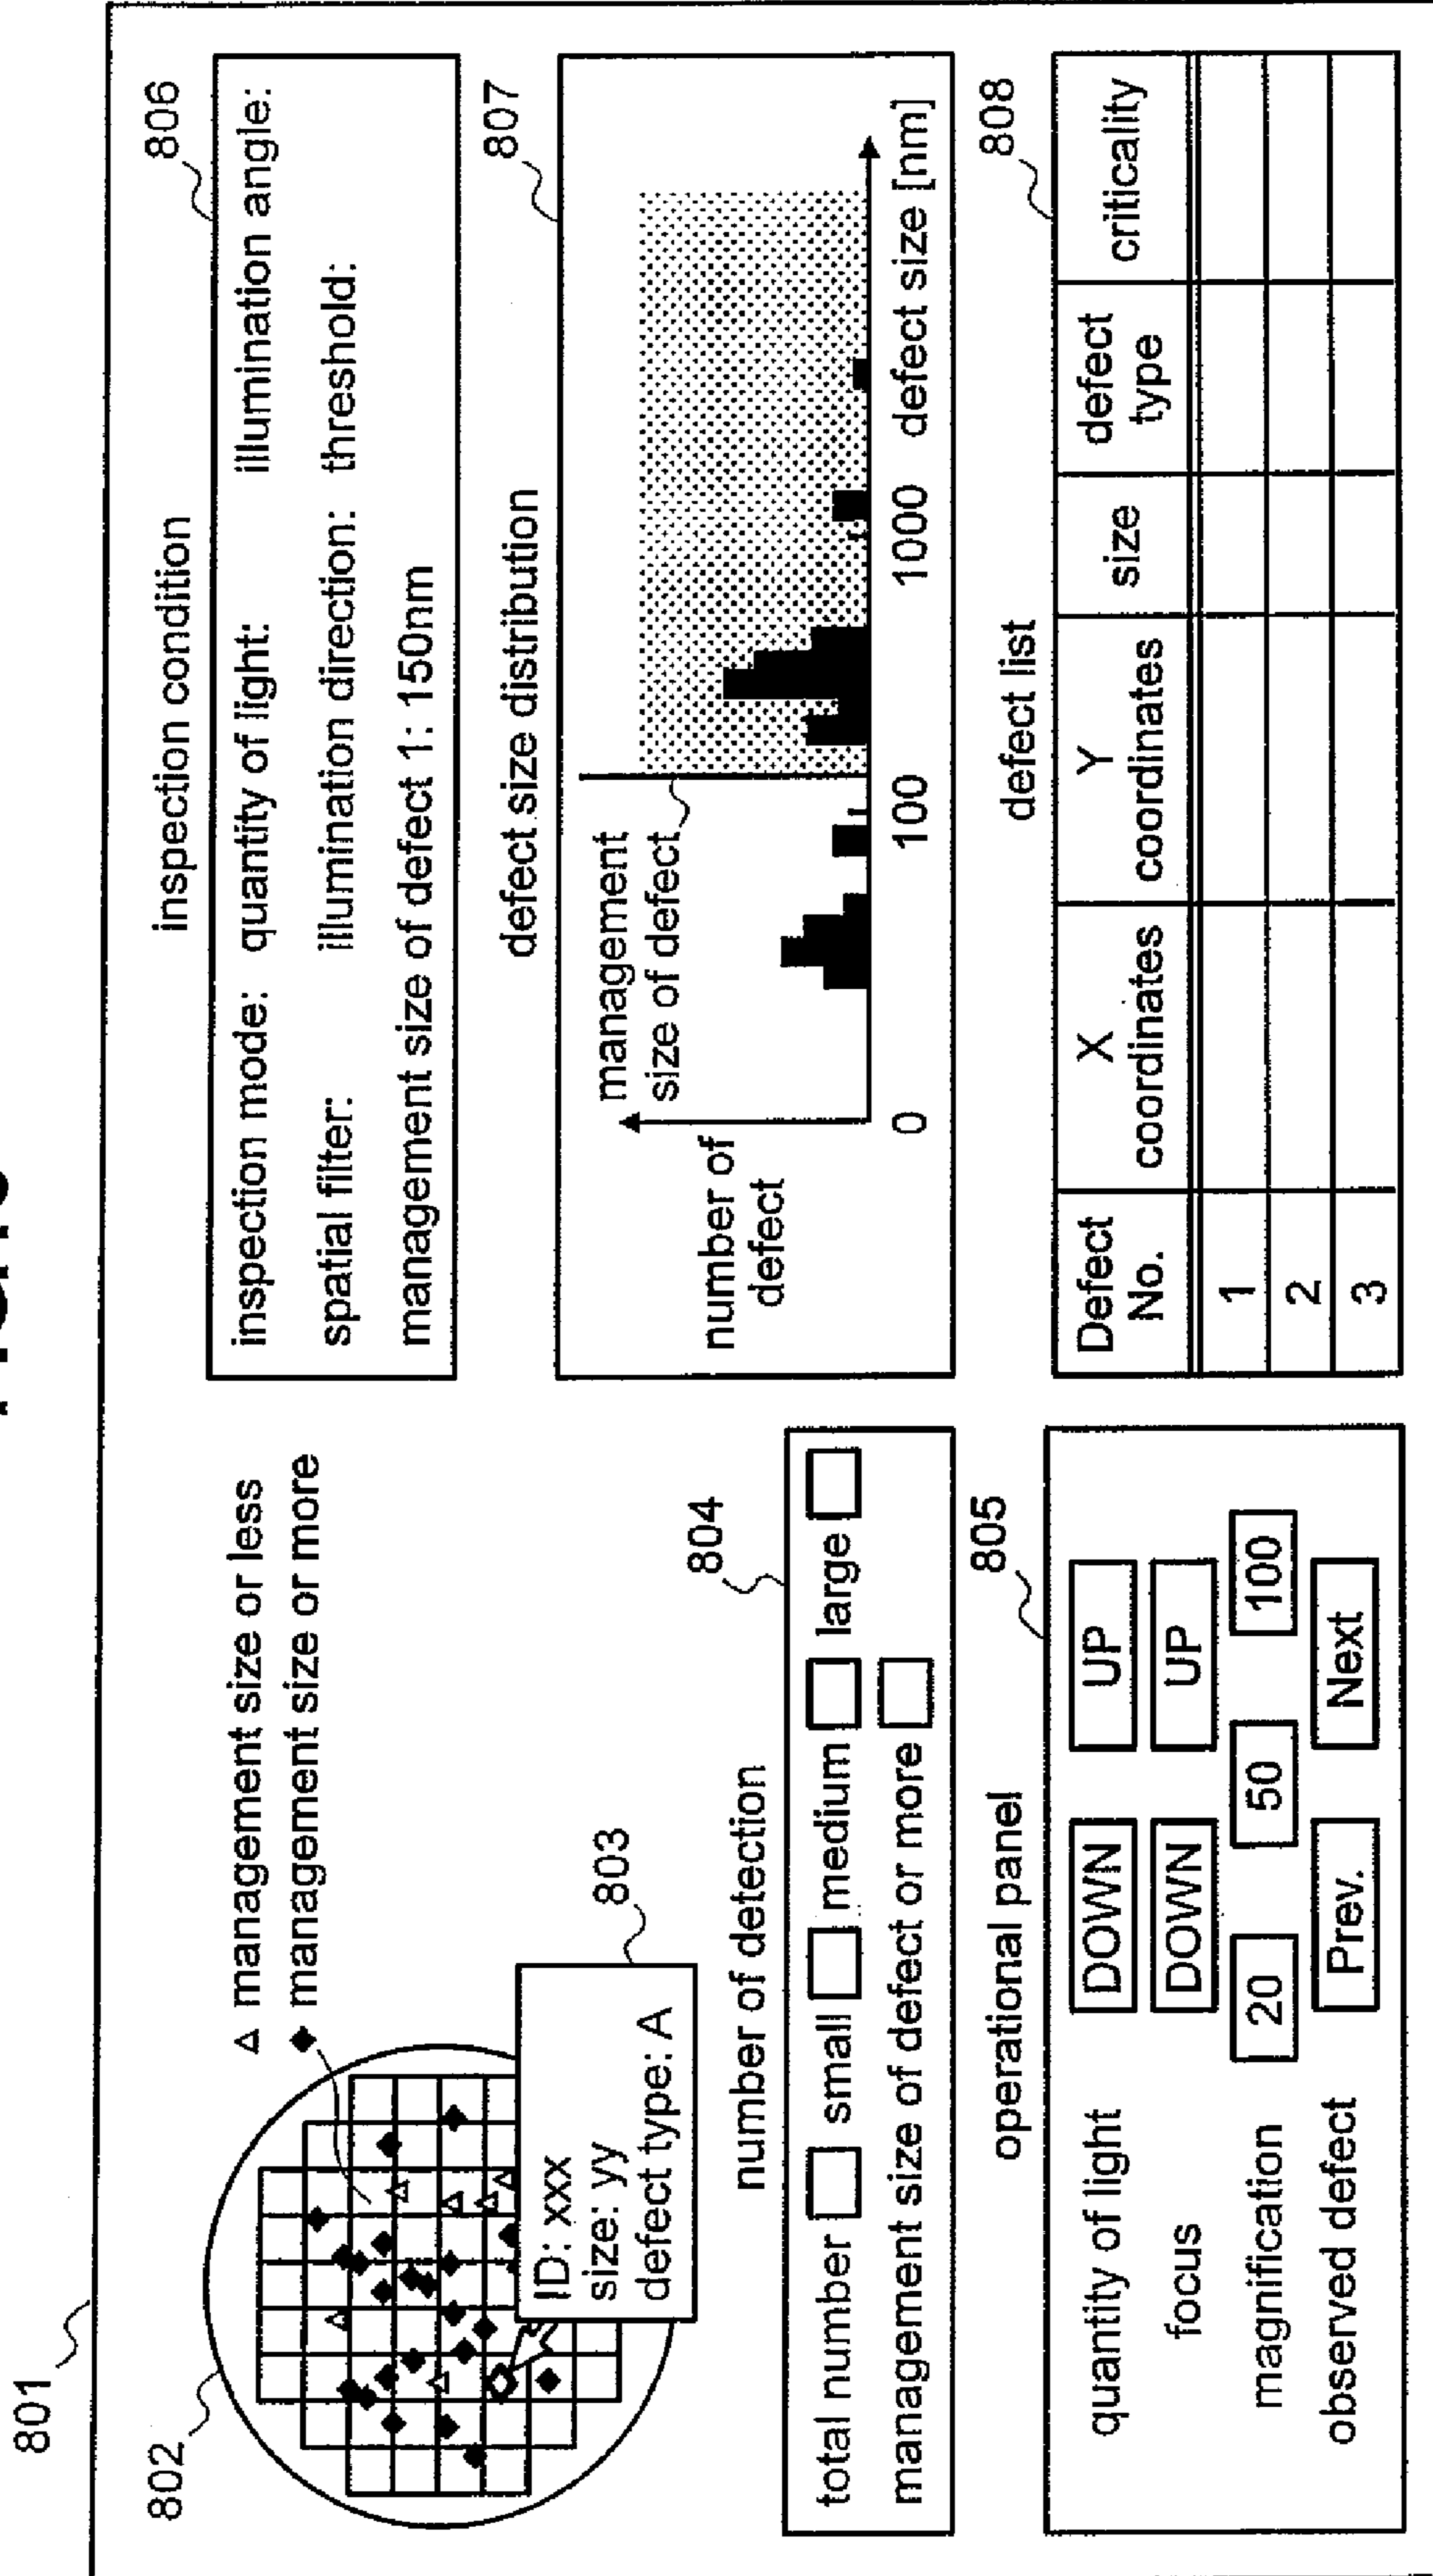 801
802
△ management size or less
◆ management size or more
803
ID: xxx
size: yy
defect type: A
number of detection
804
total number small medium large
management size of defect or more
operational panel
805
quantity of light DOWN UP
focus DOWN UP
magnification 20 50 100
observed defect Prev. Next
inspection condition
806
inspection mode: quantity of light: illumination angle:
spatial filter: illumination direction: threshold:
management size of defect 1: 150nm
defect size distribution
807
management
size of defect
number of
defect
0 100 1000 defect size [nm]
defect list
808
Defect No. X coordinates Y coordinates size defect type criticality
1
2
3